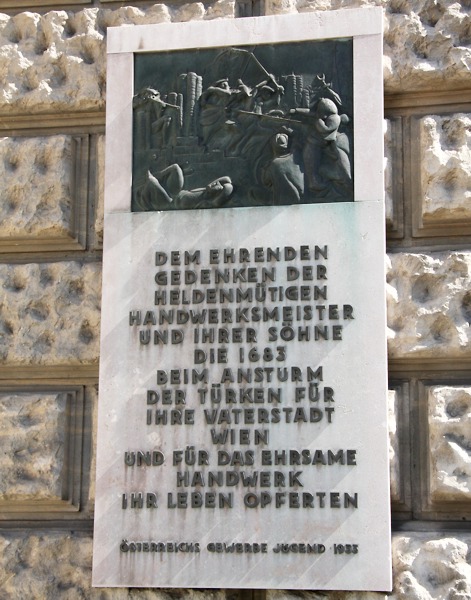 DEM EHRENDEN
GEDENKEN DER
HELDENMÜTIGEN
HANDWERKSMEISTER
UND IHRER SÖHNE
DIE 1683
BEIM ANSTURM
DER TÜRKEN FÜR
IHRE VATERSTADT
WIEN
UND FÜR DAS EHRSAME
HANDWERK
IHR LEBEN OPFERTEN
ÖSTERREICHS GEWERBE JUGEND 1933